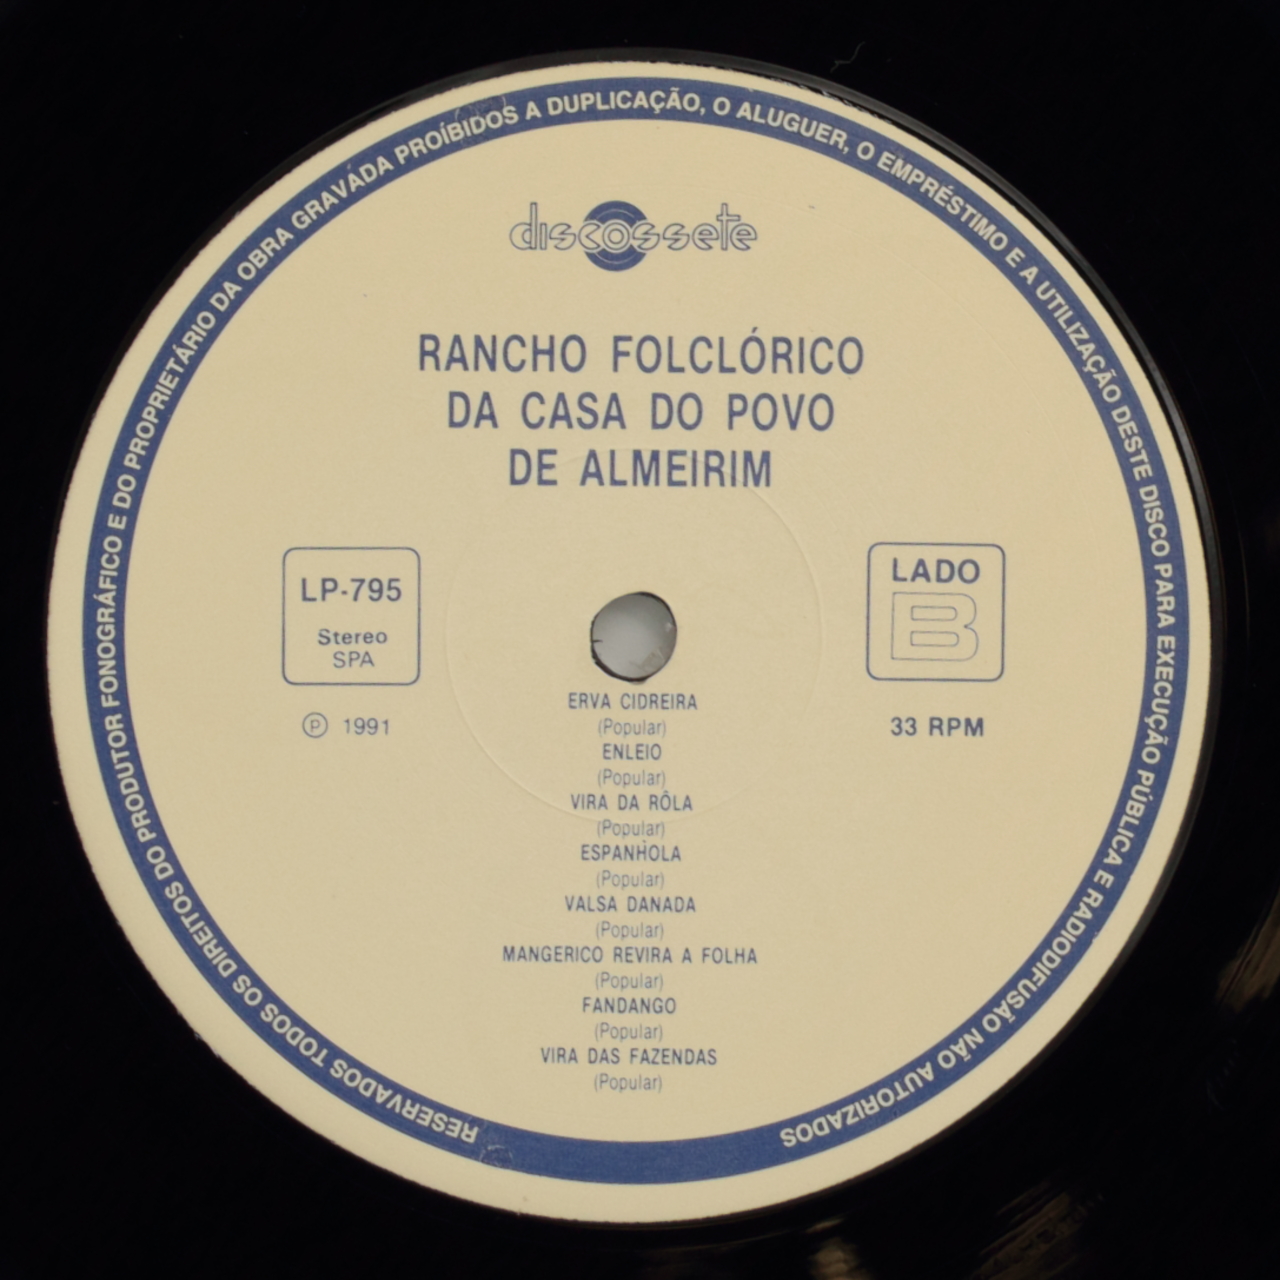 RESERVADOS TODOS OS DIREITOS DO PRODUTOR FONOGRÁFICO E DO PROPRIETÁRIO DA OBRA GRAVADA PROÍBIDOS A DUPLICAÇÃO, O ALUGUER, O EMPRÉSTIMO E A UTILIZAÇÃO DESTE DISCO PARA EXECUÇÃO PÚBLICA E RADIODIFUSÃO NÃO AUTORIZADOS
discossete
RANCHO FOLCLÓRICO
DA CASA DO POVO
DE ALMEIRIM
LP-795
Stereo
SPA
Ⓟ 1991
LADO
B
33 RPM
ERVA CIDREIRA
(Popular)
ENLEIO
(Popular)
VIRA DA RÔLA
(Popular)
ESPANHOLA
(Popular)
VALSA DANADA
(Popular)
MANGERICO REVIRA A FOLHA
(Popular)
FANDANGO
(Popular)
VIRA DAS FAZENDAS
(Popular)